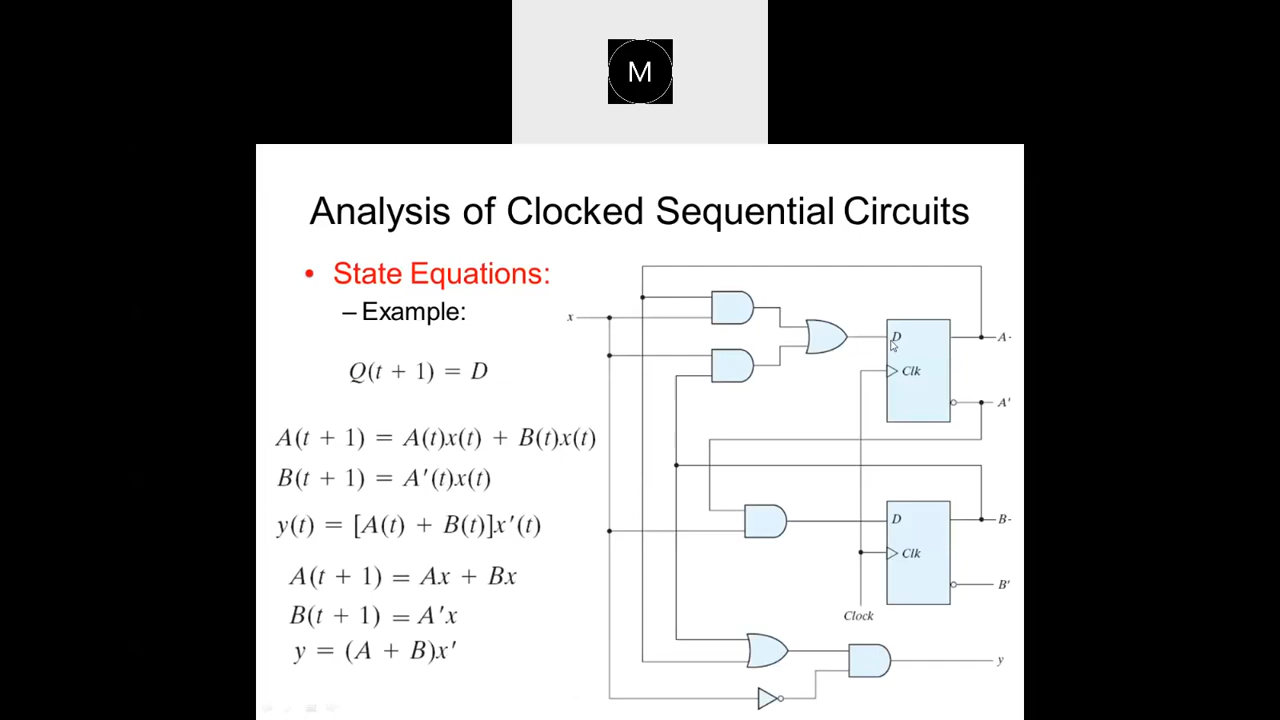 M
Analysis of Clocked Sequential Circuits
• State Equations:
– Example:
Q(t + 1) = D
A(t + 1) = A(t)x(t) + B(t)x(t)
B(t + 1) = A′(t)x(t)
y(t) = [A(t) + B(t)]x′(t)
A(t + 1) = Ax + Bx
B(t + 1) = A′x
y = (A + B)x′
x
D
A
Clk
A′
D
B
Clk
B′
Clock
y